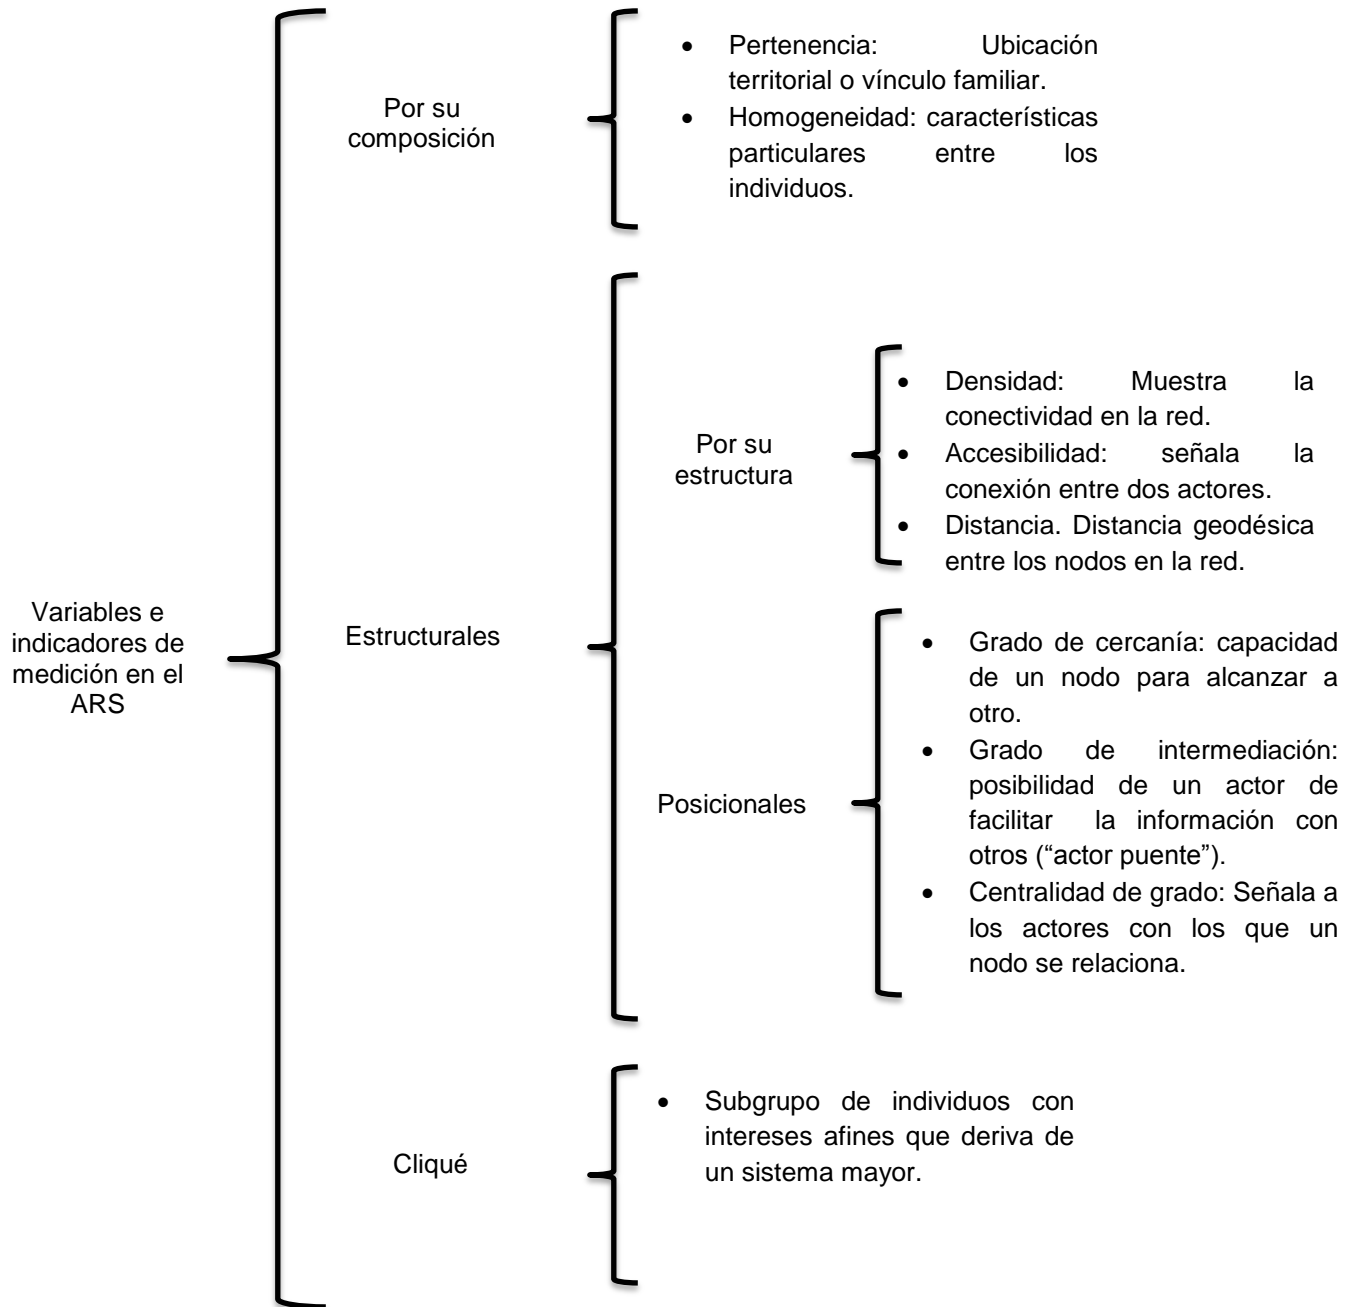 Variables e
indicadores de
medición en el
ARS
Por su
composición
• Pertenencia: Ubicación
territorial o vínculo familiar.
• Homogeneidad: características
particulares entre los
individuos.
Estructurales
Por su
estructura
• Densidad: Muestra la
conectividad en la red.
• Accesibilidad: señala la
conexión entre dos actores.
• Distancia. Distancia geodésica
entre los nodos en la red.
Posicionales
• Grado de cercanía: capacidad
de un nodo para alcanzar a
otro.
• Grado de intermediación:
posibilidad de un actor de
facilitar la información con
otros (“actor puente”).
• Centralidad de grado: Señala a
los actores con los que un
nodo se relaciona.
Cliqué
• Subgrupo de individuos con
intereses afines que deriva de
un sistema mayor.